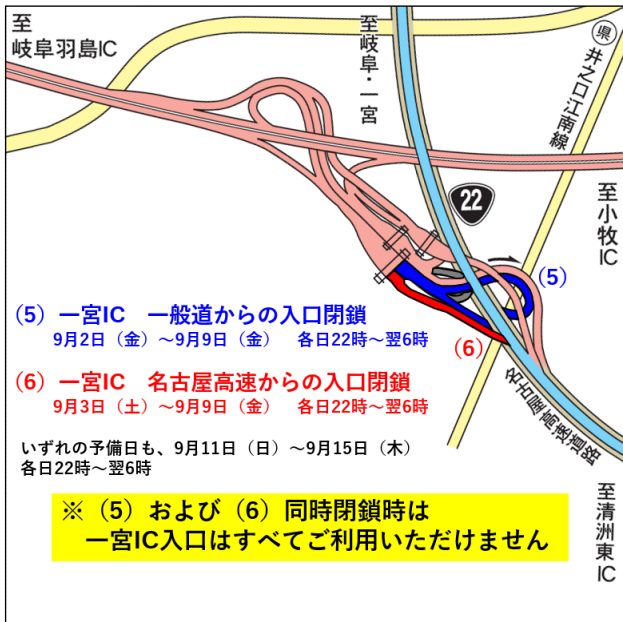 至
岐阜羽島IC
至岐阜・一宮
県
井之口江南線
22
至小牧IC
(5)
(5) 一宮IC 一般道からの入口閉鎖
9月2日（金）～9月9日（金） 各日22時～翌6時
(6)
(6) 一宮IC 名古屋高速からの入口閉鎖
9月3日（土）～9月9日（金） 各日22時～翌6時
名古屋高速道路
いずれの予備日も、9月11日（日）～9月15日（木）
各日22時～翌6時
至清洲東IC
※（5）および（6）同時閉鎖時は
一宮IC入口はすべてご利用いただけません